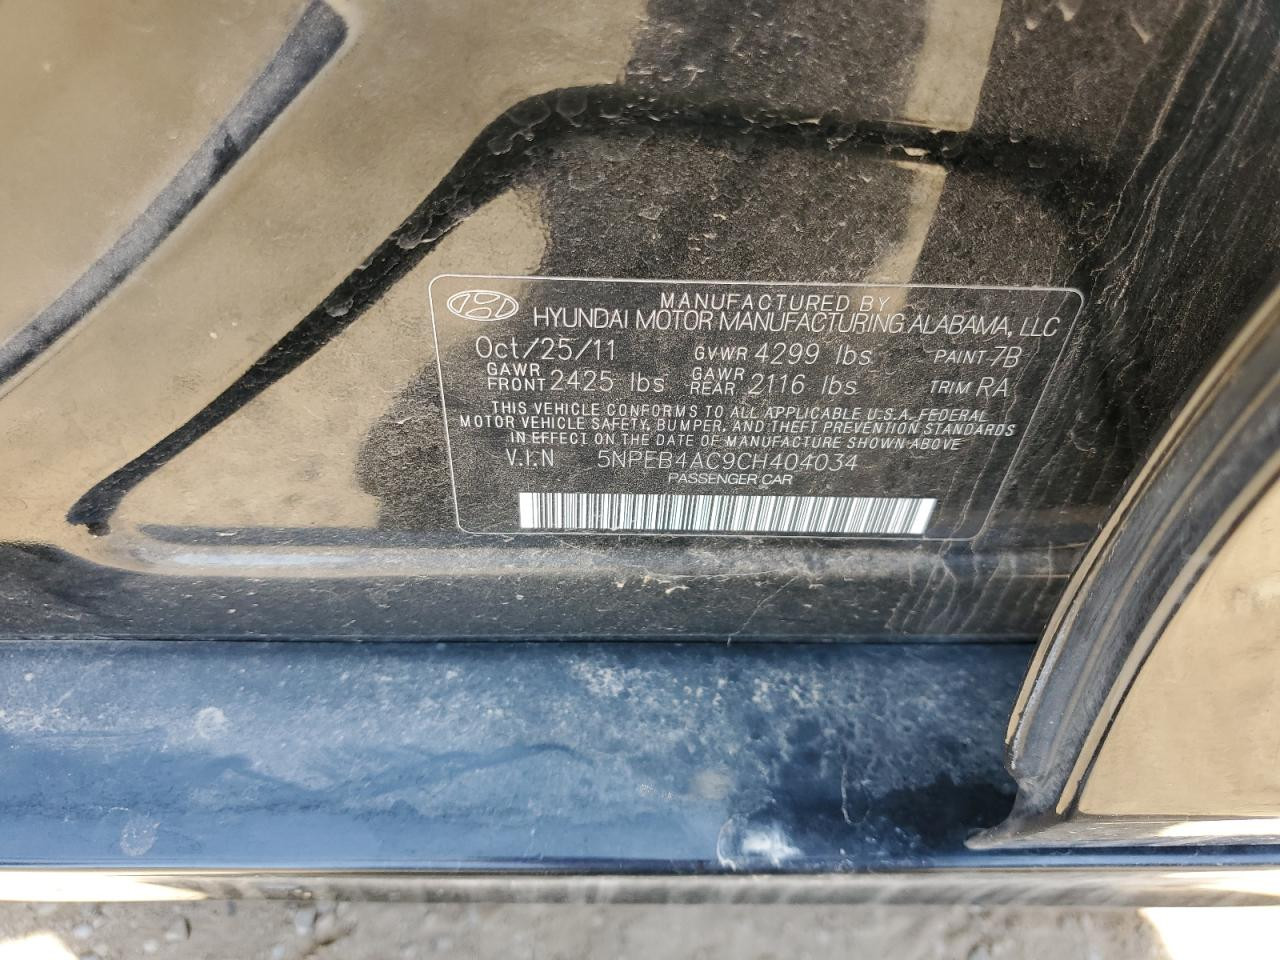 MANUFACTURED BY
HYUNDAI MOTOR MANUFACTURING ALABAMA, LLC
Oct/25/11 GVWR 4299 lbs PAINT 7B
GAWR FRONT 2425 lbs GAWR REAR 2116 lbs TRIM RA
THIS VEHICLE CONFORMS TO ALL APPLICABLE U.S.A. FEDERAL
MOTOR VEHICLE SAFETY, BUMPER, AND THEFT PREVENTION STANDARDS
IN EFFECT ON THE DATE OF MANUFACTURE SHOWN ABOVE
V.I.N 5NPEB4AC9CH404034
PASSENGER CAR